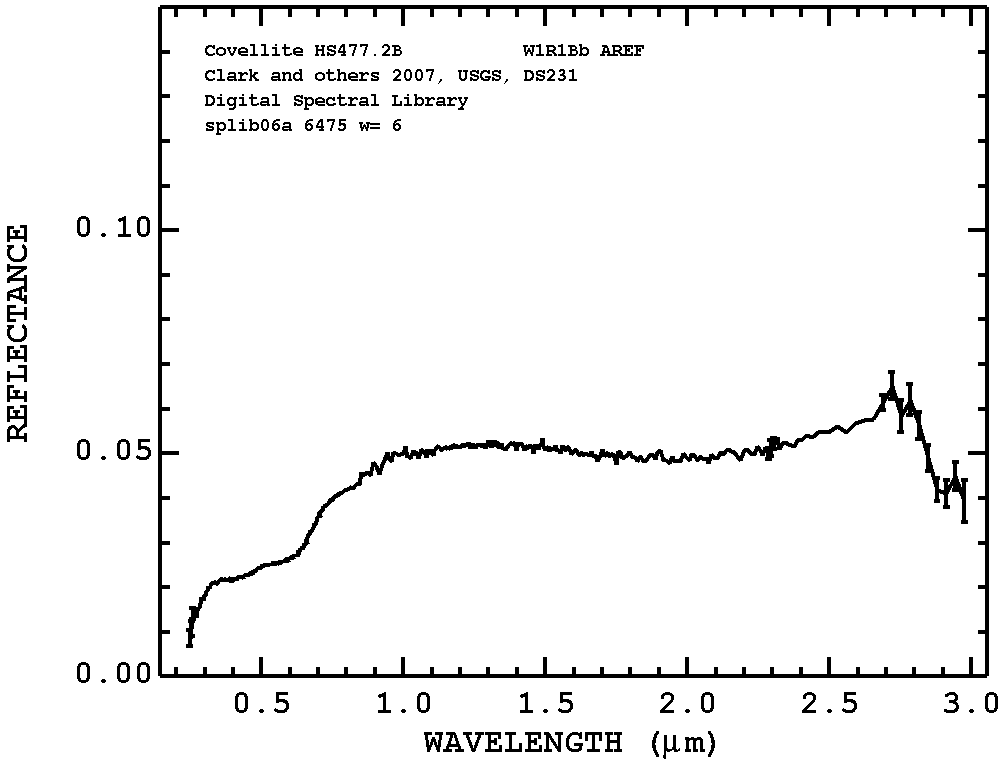 Covellite HS477.2B W1R1Bb AREF
Clark and others 2007, USGS, DS231
Digital Spectral Library
splib06a 6475 w= 6
REFLECTANCE
0.10
0.05
0.00
0.5 1.0 1.5 2.0 2.5 3.0
WAVELENGTH (μm)